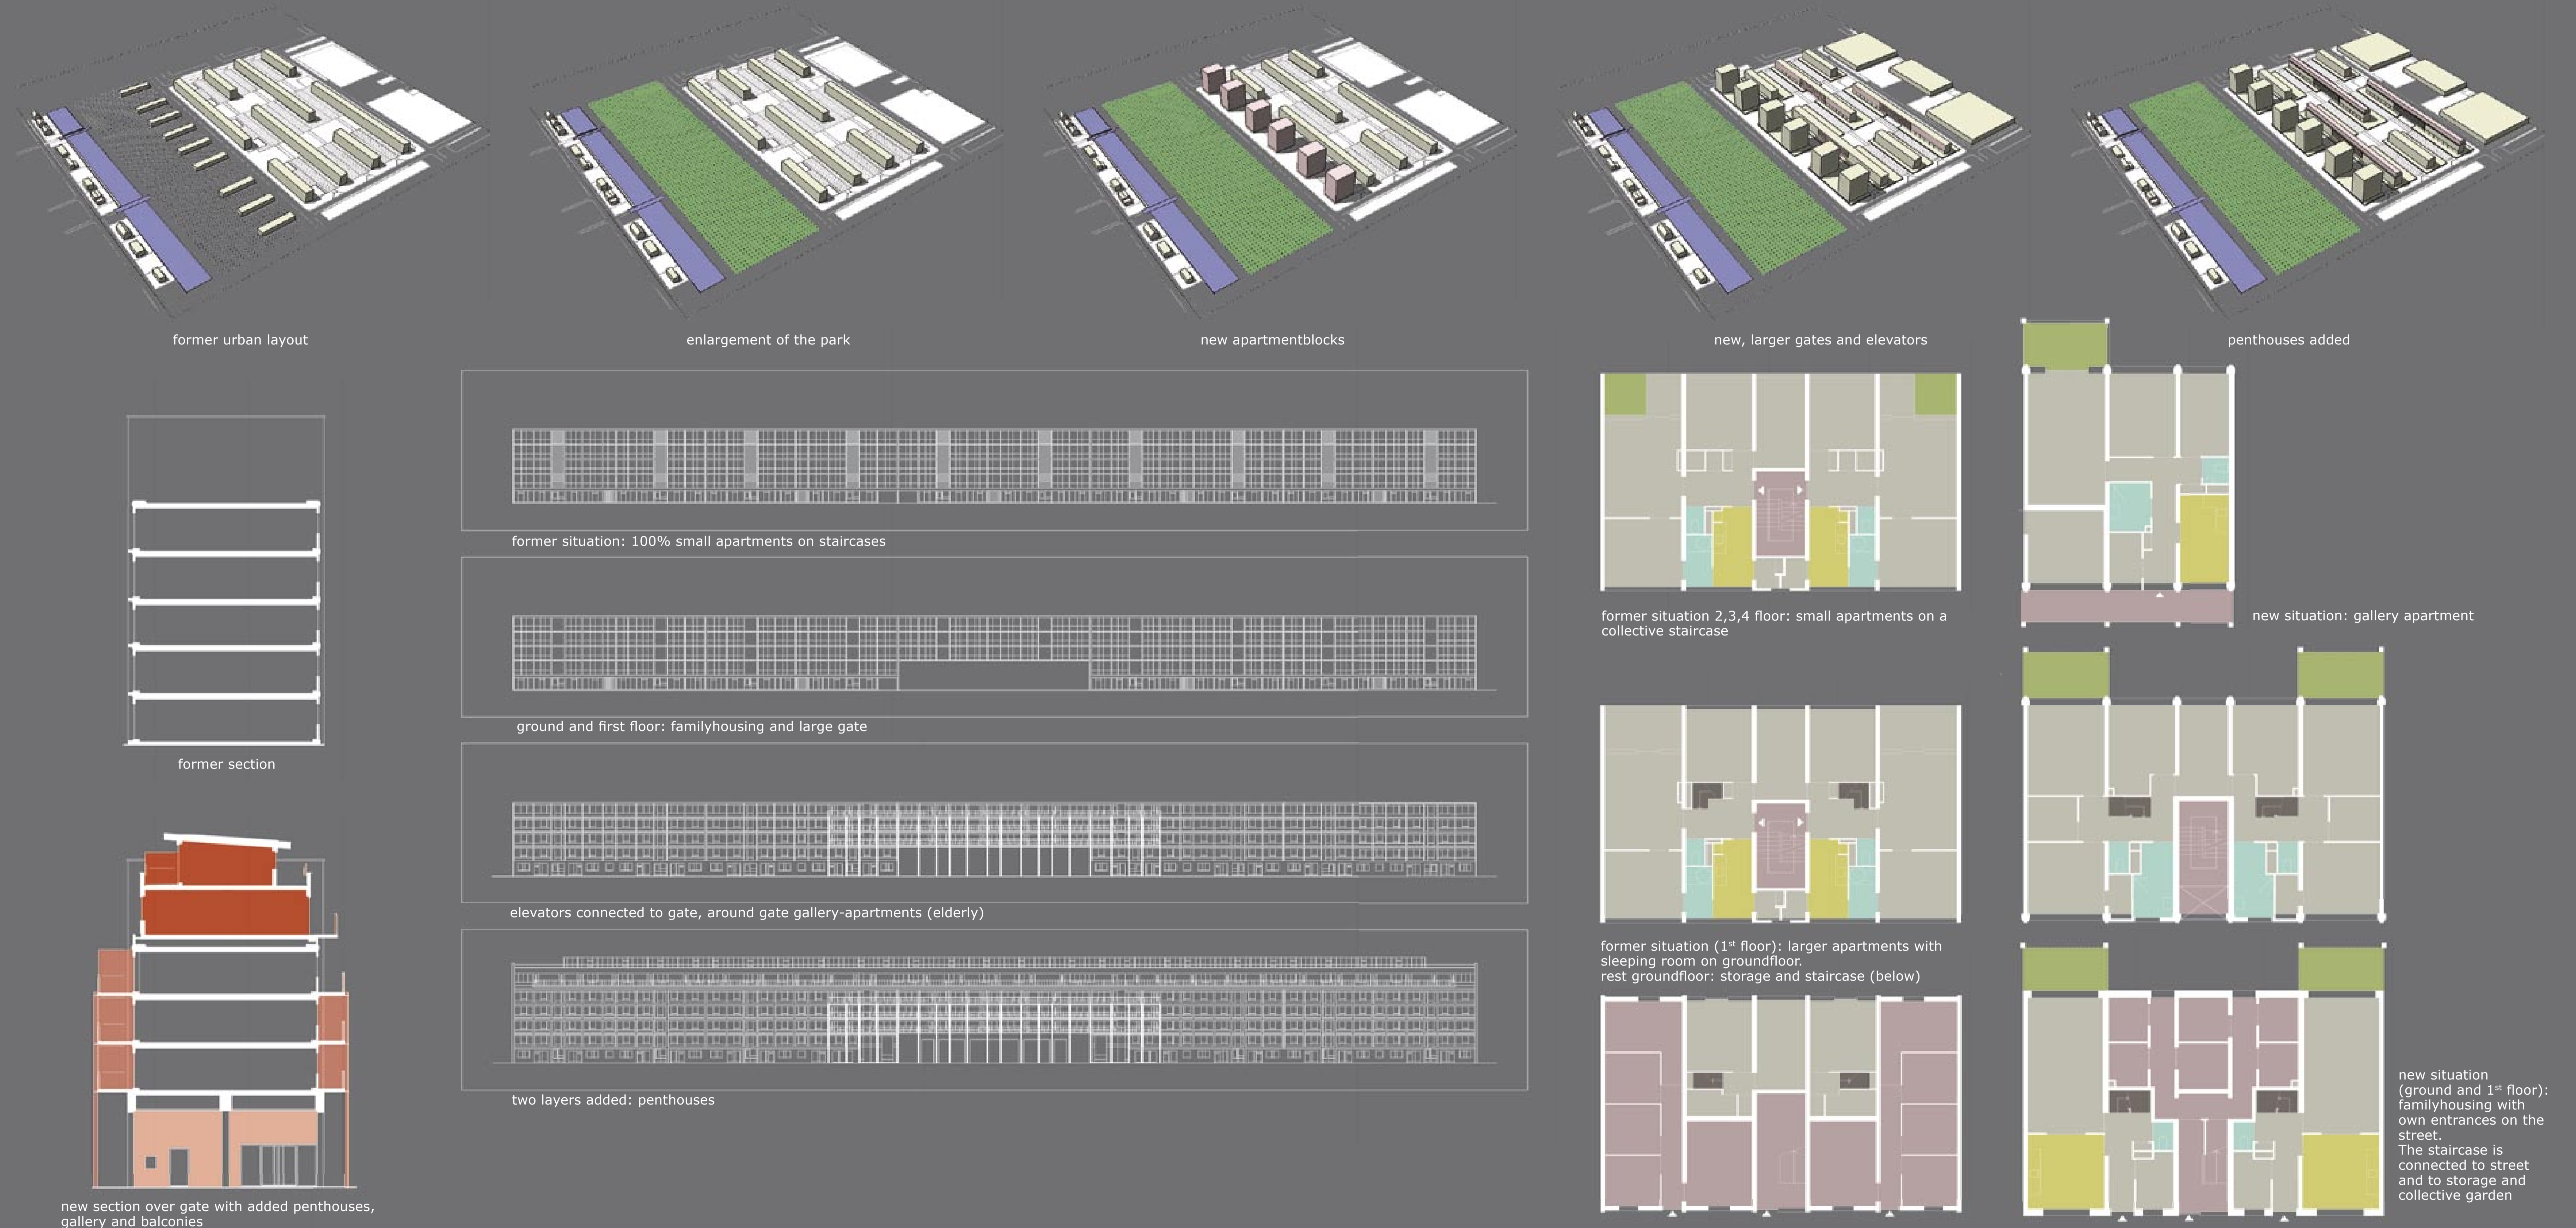 former urban layout
enlargement of the park
new apartmentblocks
new, larger gates and elevators
penthouses added
former situation: 100% small apartments on staircases
former situation 2,3,4 floor: small apartments on a
collective staircase
new situation: gallery apartment
ground and first floor: familyhousing and large gate
former section
elevators connected to gate, around gate gallery-apartments (elderly)
former situation (1st floor): larger apartments with
sleeping room on groundfloor.
rest groundfloor: storage and staircase (below)
two layers added: penthouses
new situation
(ground and 1st floor):
familyhousing with
own entrances on the
street.
The staircase is
connected to street
and to storage and
collective garden
new section over gate with added penthouses,
gallery and balconies